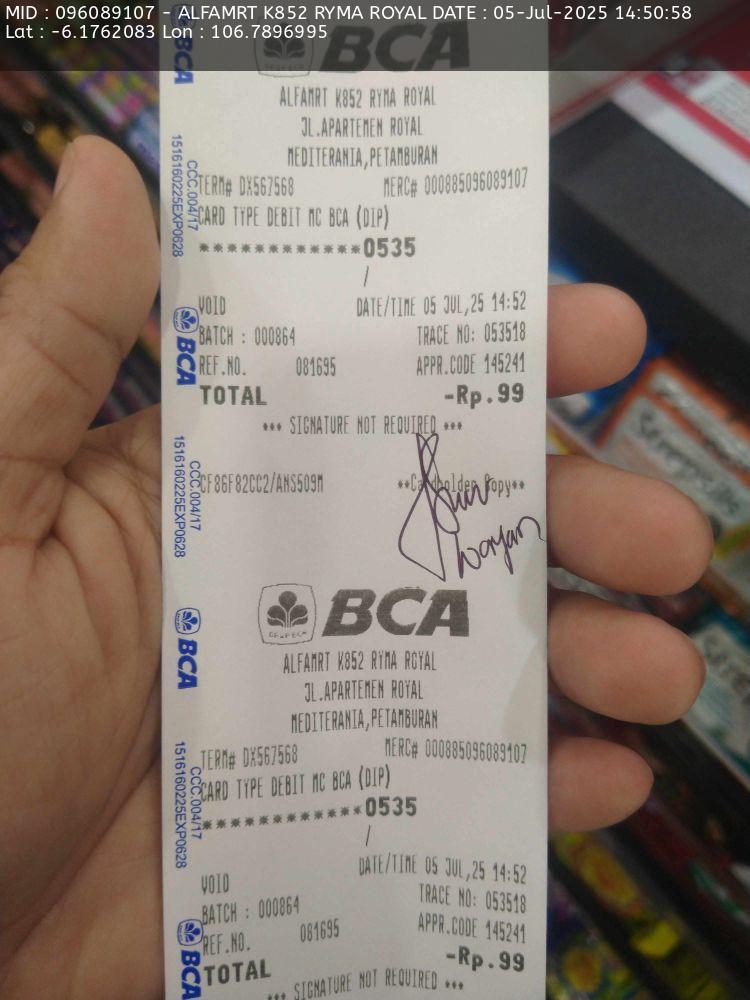 MID : 096089107 - ALFAMRT K852 RYMA ROYAL DATE : 05-Jul-2025 14:50:58
Lat : -6.1762083 Lon : 106.7896995
BCA
BCA
ALFAMRT K852 RYMA ROYAL
JL.APARTEMEN ROYAL
MEDITERANIA,PETAMBURAN
CCC.004/17
1516160225EXP0628
TERM# DX567568 MERC# 000885096089107
CARD TYPE DEBIT MC BCA (DIP)
************0535
/
VOID DATE/TIME 05 JUL,25 14:52
BATCH : 000864 TRACE NO: 053518
BCA
REF.NO. 081695 APPR.CODE 145241
TOTAL -Rp.99
*** SIGNATURE NOT REQUIRED ***
CCC.004/17
1516160225EXP0628
CF86F82CC2/ANS509M **Cardholder Copy**
BCA
BCA
ALFAMRT K852 RYMA ROYAL
JL.APARTEMEN ROYAL
MEDITERANIA,PETAMBURAN
CCC.004/17
1516160225EXP0628
TERM# DX567568 MERC# 000885096089107
CARD TYPE DEBIT MC BCA (DIP)
************0535
/
VOID DATE/TIME 05 JUL,25 14:52
BATCH : 000864 TRACE NO: 053518
BCA
REF.NO. 081695 APPR.CODE 145241
TOTAL -Rp.99
*** SIGNATURE NOT REQUIRED ***